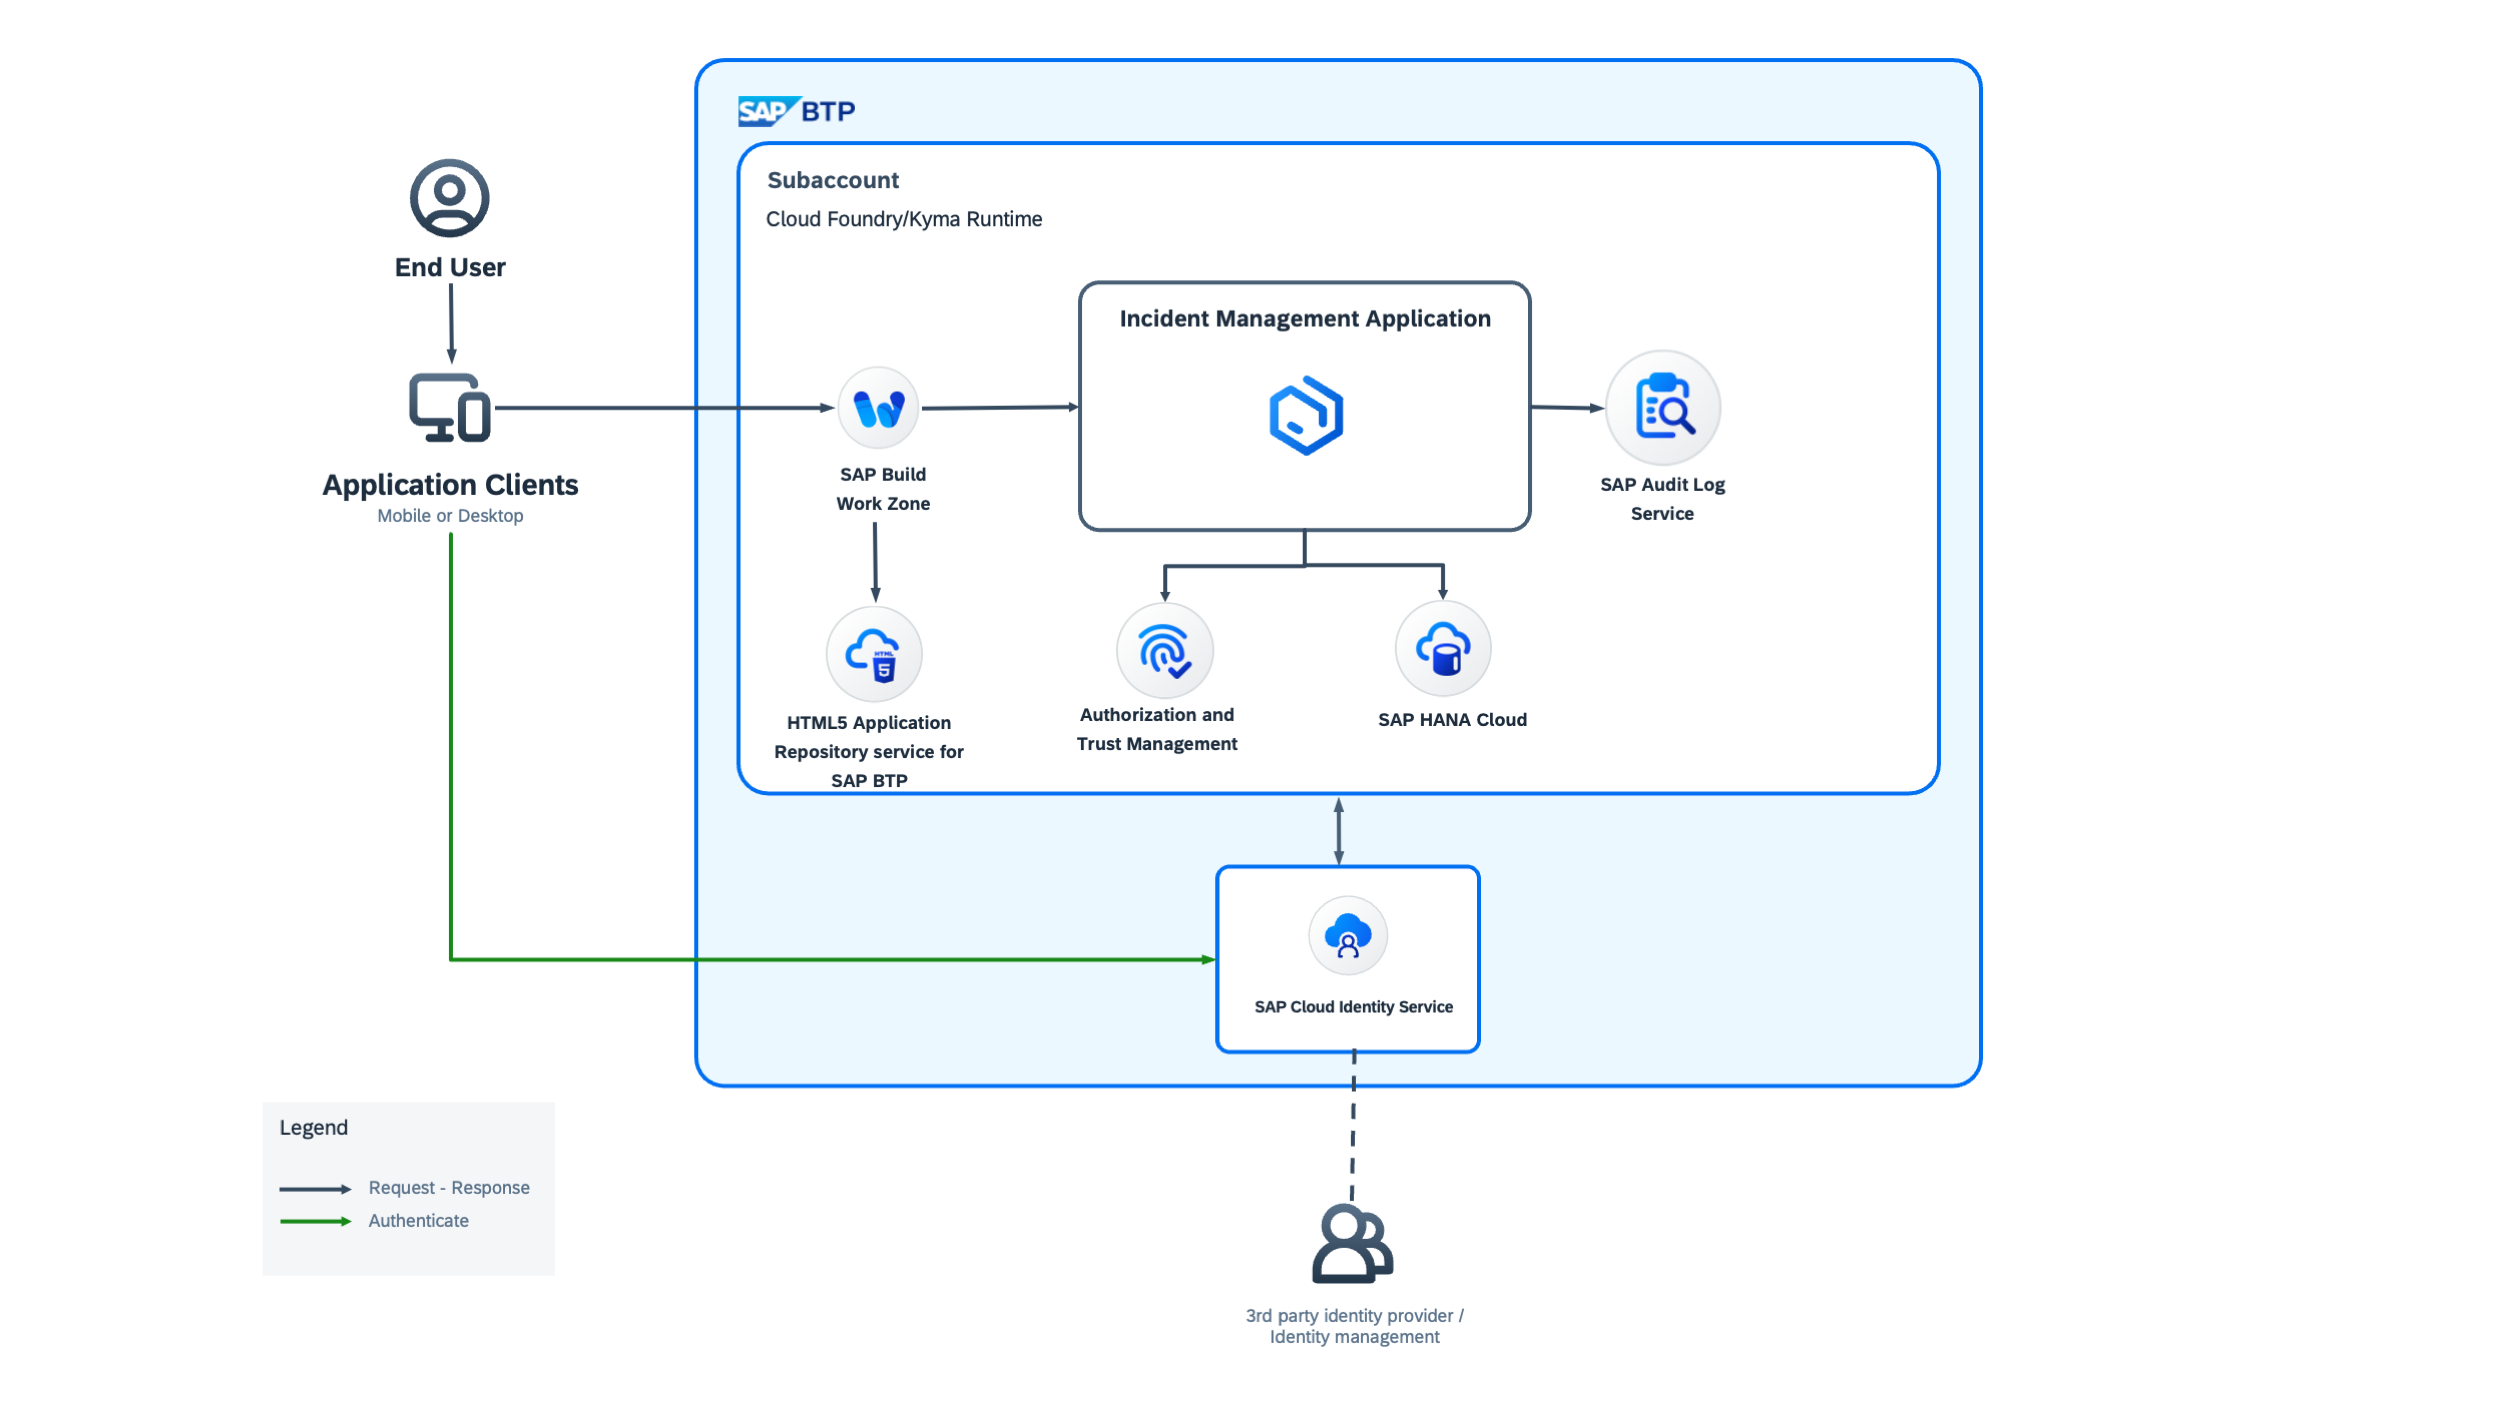 SAP BTP
Subaccount
Cloud Foundry/Kyma Runtime
End User
Application Clients
Mobile or Desktop
Incident Management Application
SAP Build
Work Zone
SAP Audit Log
Service
HTML
5
HTML5 Application
Repository service for
SAP BTP
Authorization and
Trust Management
SAP HANA Cloud
SAP Cloud Identity Service
Legend
Request - Response
Authenticate
3rd party identity provider /
Identity management